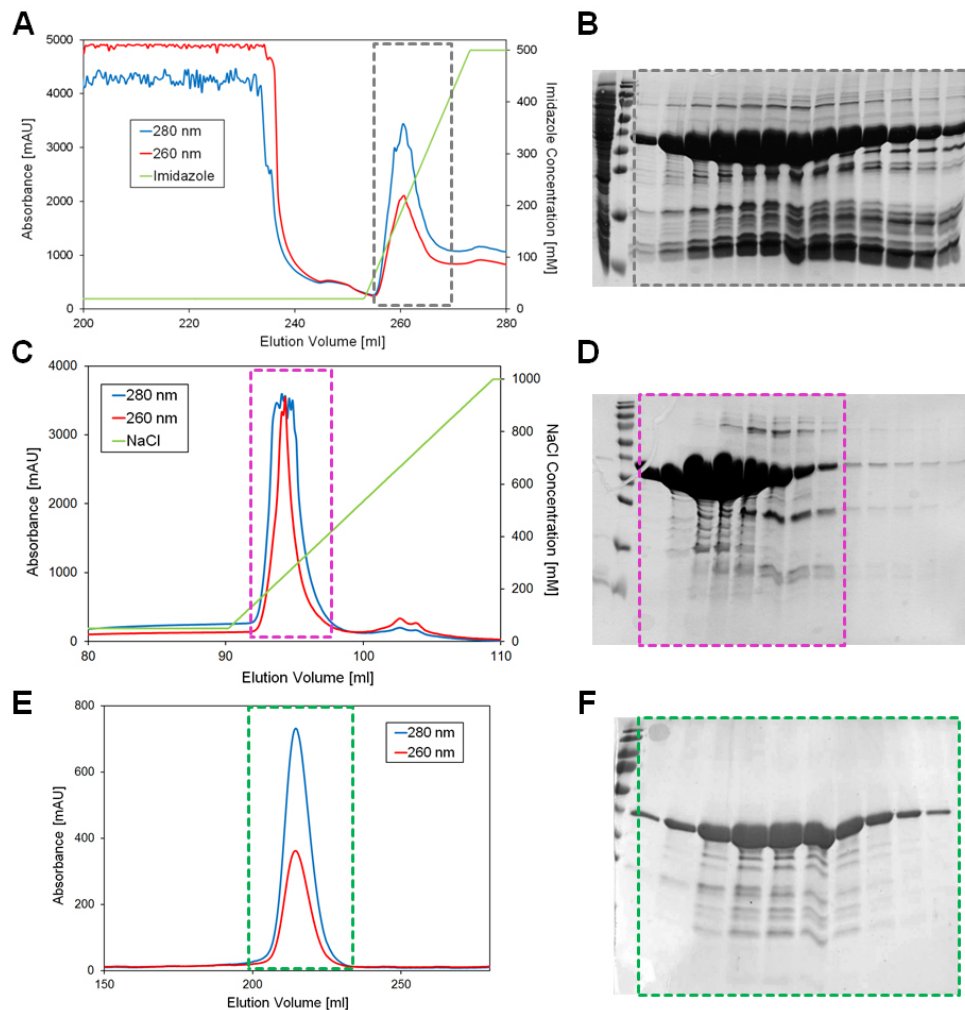 A
B
5000
4000
3000
2000
1000
0
Absorbance [mAU]
280 nm
260 nm
Imidazole
500
400
300
200
100
0
Imidazole Concentration [mM]
200
220
240
260
280
Elution Volume [ml]
C
D
4000
3000
2000
1000
0
Absorbance [mAU]
280 nm
260 nm
NaCl
1000
800
600
400
200
0
NaCl Concentration [mM]
80
90
100
110
Elution Volume [ml]
E
F
800
600
400
200
0
Absorbance [mAU]
280 nm
260 nm
150
200
250
Elution Volume [ml]